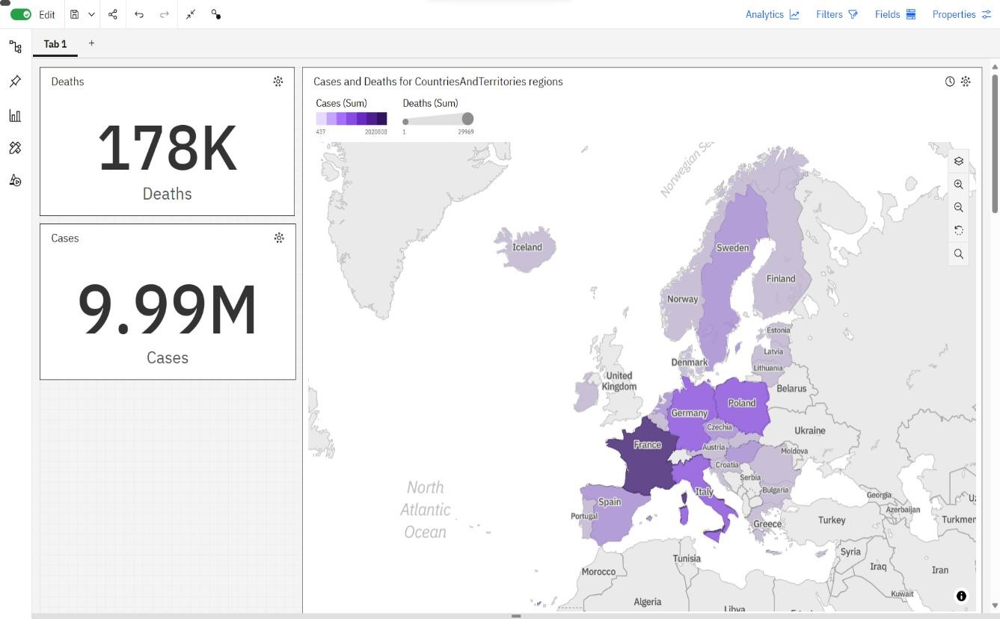 Edit
Analytics
Filters
Fields
Properties
Tab 1
+
Deaths
178K
Deaths
Cases
9.99M
Cases
Cases and Deaths for CountriesAndTerritories regions
Cases (Sum)
Deaths (Sum)
437
2020808
1
29969
Iceland
Sweden
Finland
Norway
Estonia
Latvia
Lithuania
Denmark
United
Kingdom
Belarus
Poland
Germany
Czechia
Ukraine
France
Austria
Moldova
Croatia
Serbia
Italy
Bulgaria
Georgia
Azerbaijan
Spain
Portugal
Greece
Turkey
Turkmen
North
Atlantic
Ocean
Tunisia
Syria
Iraq
Iran
Morocco
Kuwait
Algeria